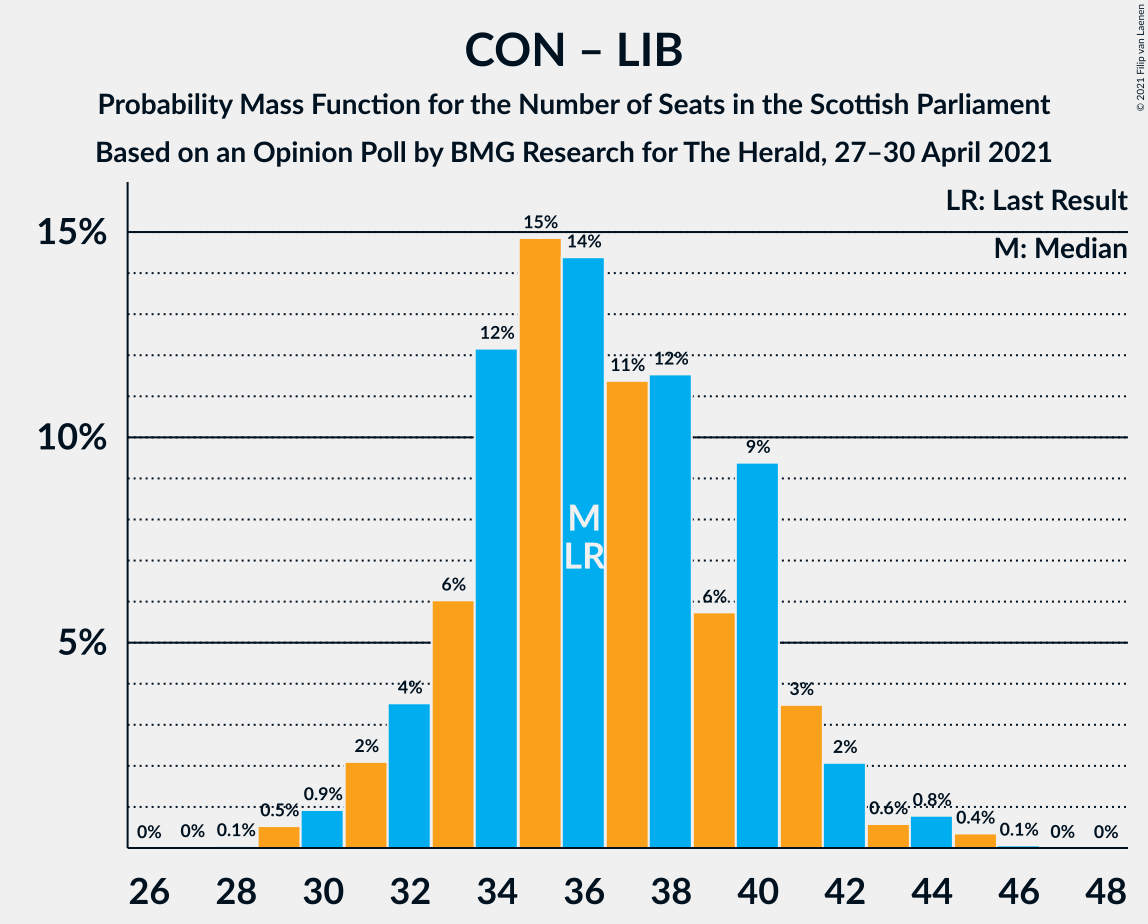 CON – LIB
Probability Mass Function for the Number of Seats in the Scottish Parliament
Based on an Opinion Poll by BMG Research for The Herald, 27–30 April 2021
© 2021 Filip van Laenen
LR: Last Result
M: Median
15%
10%
5%
0%
0%
0.1%
0.5%
0.9%
2%
4%
6%
12%
15%
14%
11%
12%
6%
9%
3%
2%
0.6%
0.8%
0.4%
0.1%
0%
0%
M
LR
26 28 30 32 34 36 38 40 42 44 46 48